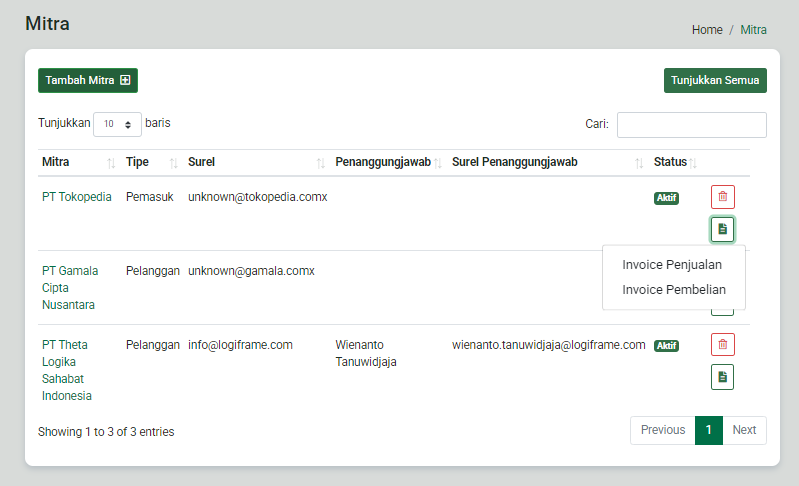 Mitra
Home / Mitra
Tambah Mitra
Tunjukkan Semua
Tunjukkan 10 baris
Cari:
Mitra Tipe Surel Penanggungjawab Surel Penanggungjawab Status
PT Tokopedia Pemasuk unknown@tokopedia.comx Aktif
Invoice Penjualan
Invoice Pembelian
PT Gamala Pelanggan unknown@gamala.comx
Cipta
Nusantara
PT Theta Pelanggan info@logiframe.com Wienanto wienanto.tanuwidjaja@logiframe.com Aktif
Logika Tanuwidjaja
Sahabat
Indonesia
Showing 1 to 3 of 3 entries
Previous 1 Next